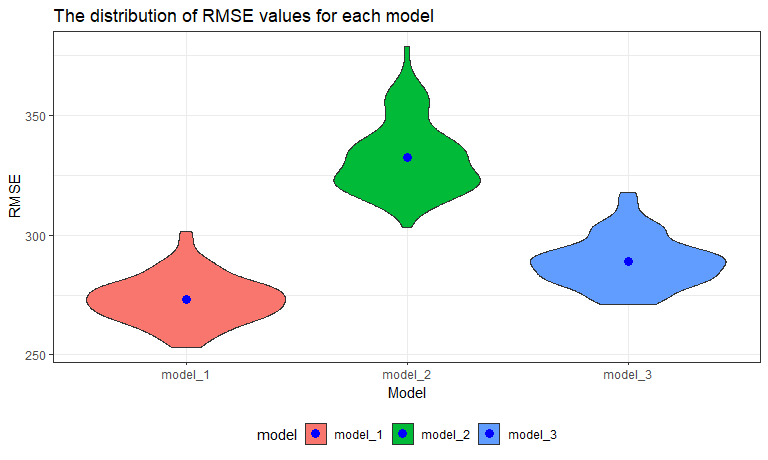 The distribution of RMSE values for each model
RMSE
350
300
250
model_1 model_2 model_3
Model
model model_1 model_2 model_3